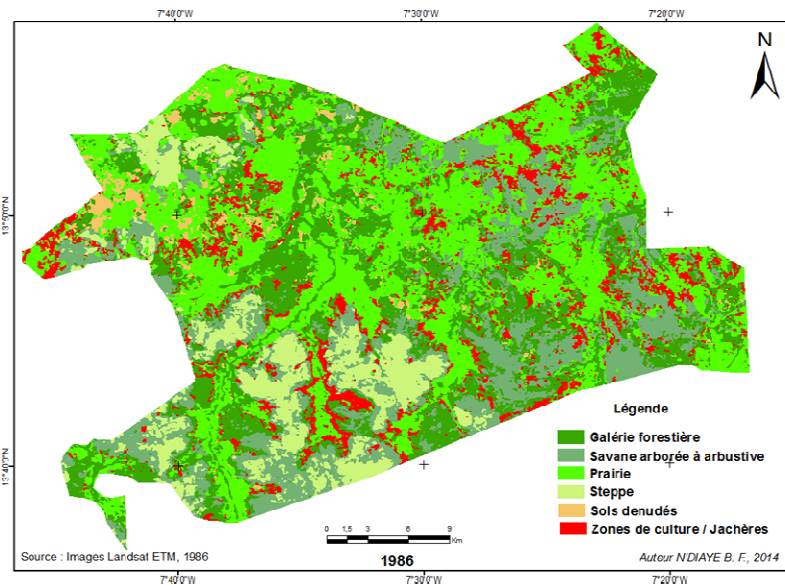 7°40'0"W 7°30'0"W 7°20'0"W
N
13°50'0"N
13°40'0"N
Légende
Galérie forestière
Savane arborée à arbustive
Prairie
Steppe
Sols denudés
Zones de culture / Jachères
0 1,5 3 6 9
Km
Source : Images Landsat ETM, 1986
1986
Auteur N'DIAYE B. F., 2014
7°40'0"W 7°30'0"W 7°20'0"W